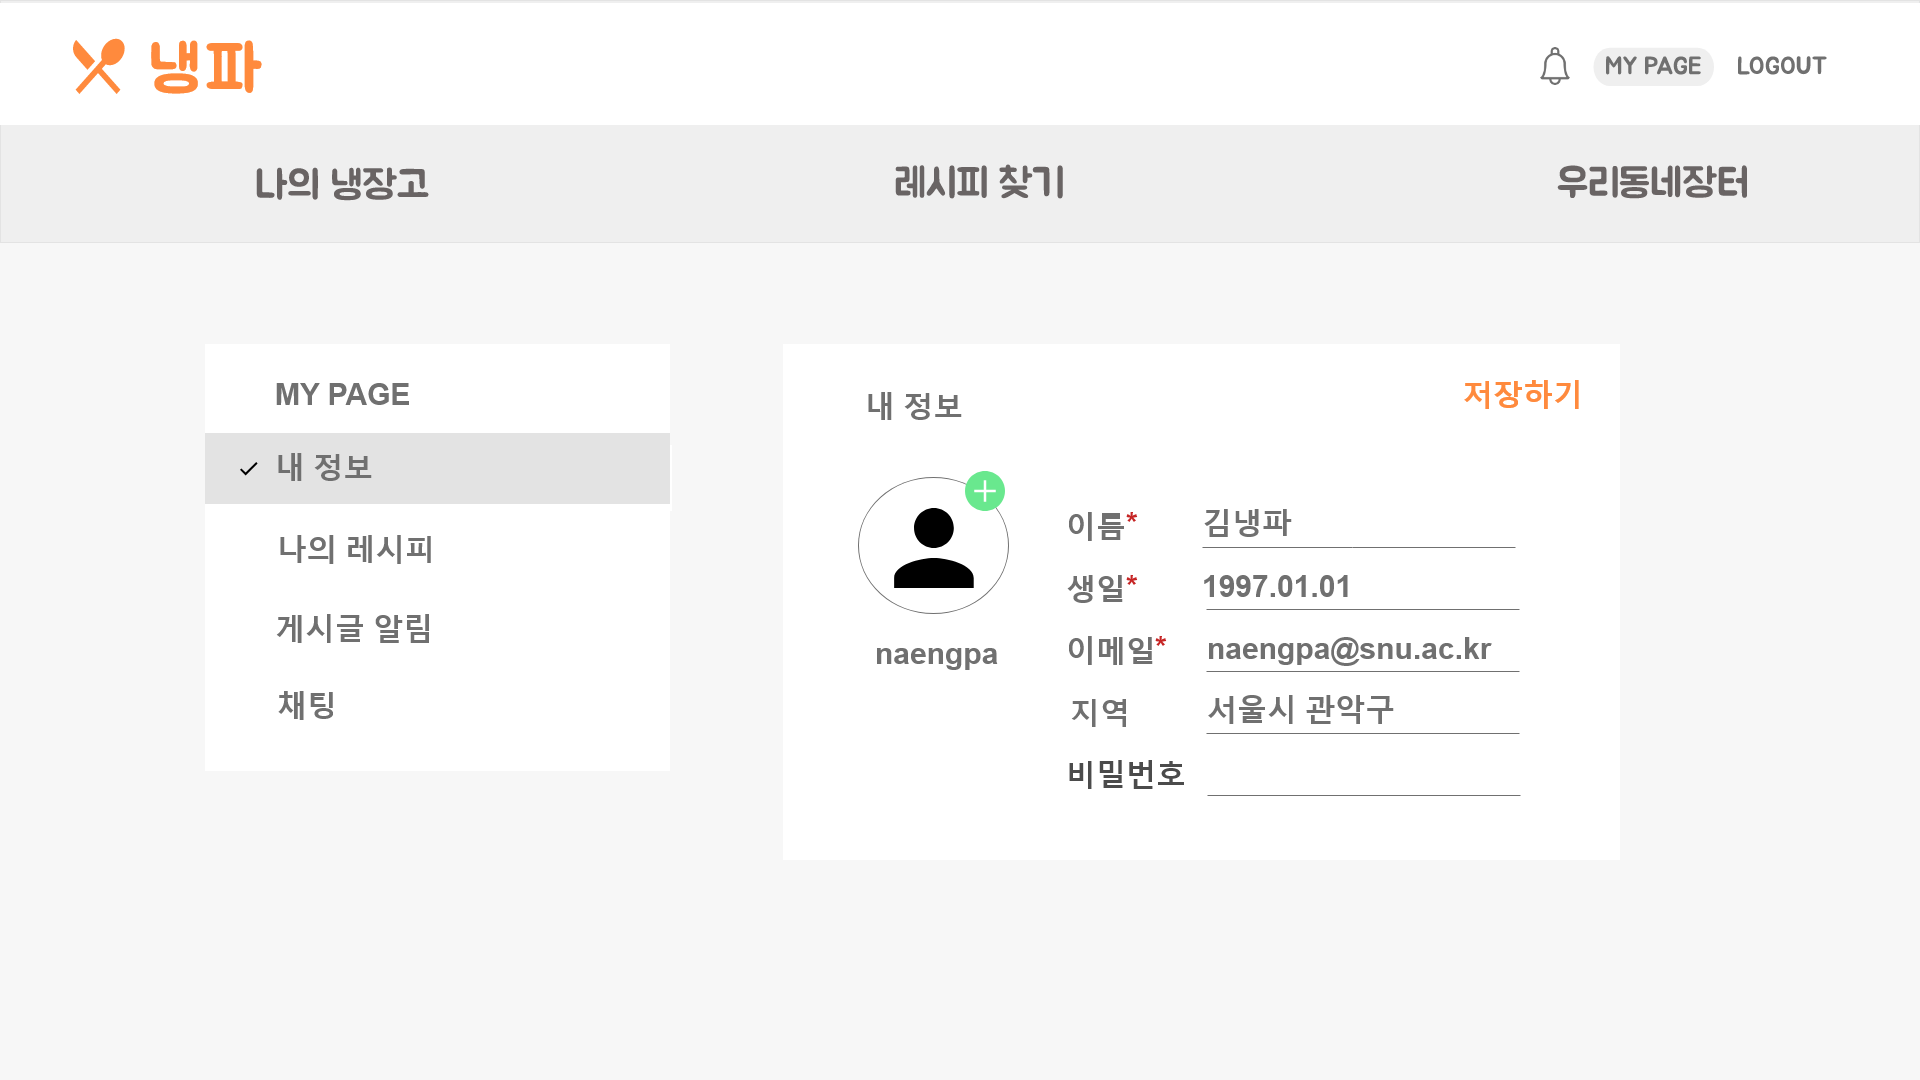 냉파
MY PAGE
LOGOUT
나의 냉장고
레시피 찾기
우리동네장터
MY PAGE
내 정보
나의 레시피
게시글 알림
채팅
내 정보
저장하기
naengpa
이름* 김냉파
생일* 1997.01.01
이메일* naengpa@snu.ac.kr
지역 서울시 관악구
비밀번호